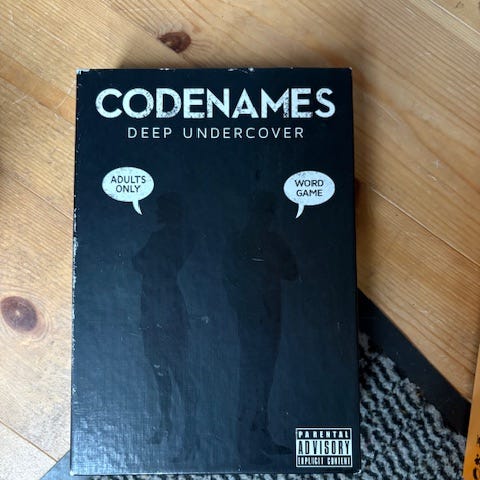 CODENAMES
DEEP UNDERCOVER
ADULTS
ONLY
WORD
GAME
PARENTAL
ADVISORY
EXPLICIT CONTENT